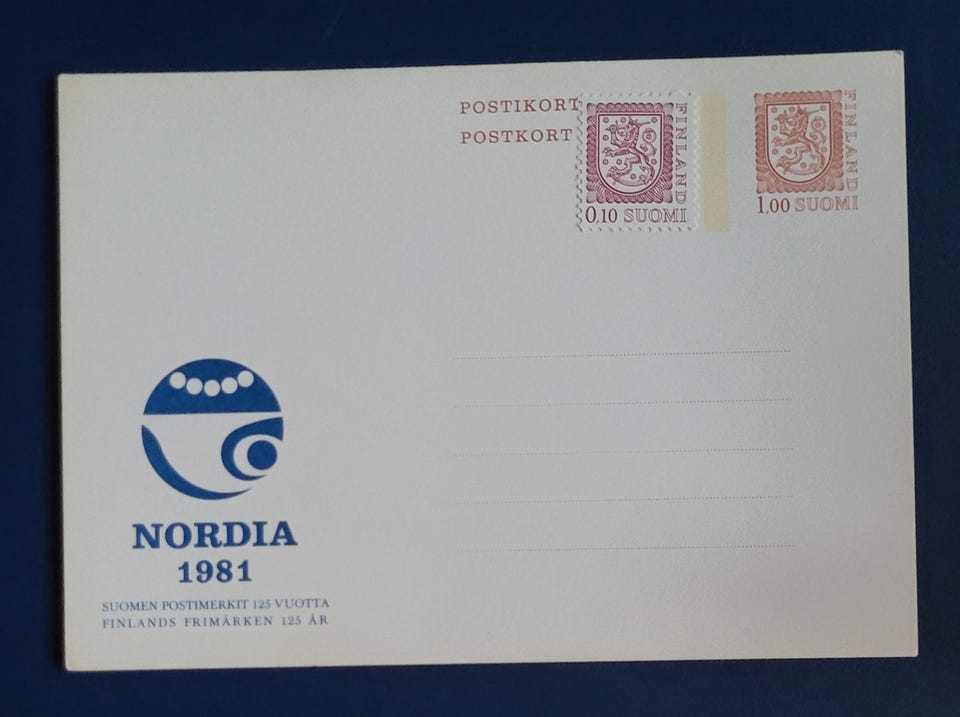 POSTIKORT
POSTKORT
FINLAND
0,10 SUOMI
FINLAND
1,00 SUOMI
NORDIA
1981
SUOMEN POSTIMERKIT 125 VUOTTA
FINLANDS FRIMÄRKEN 125 ÅR